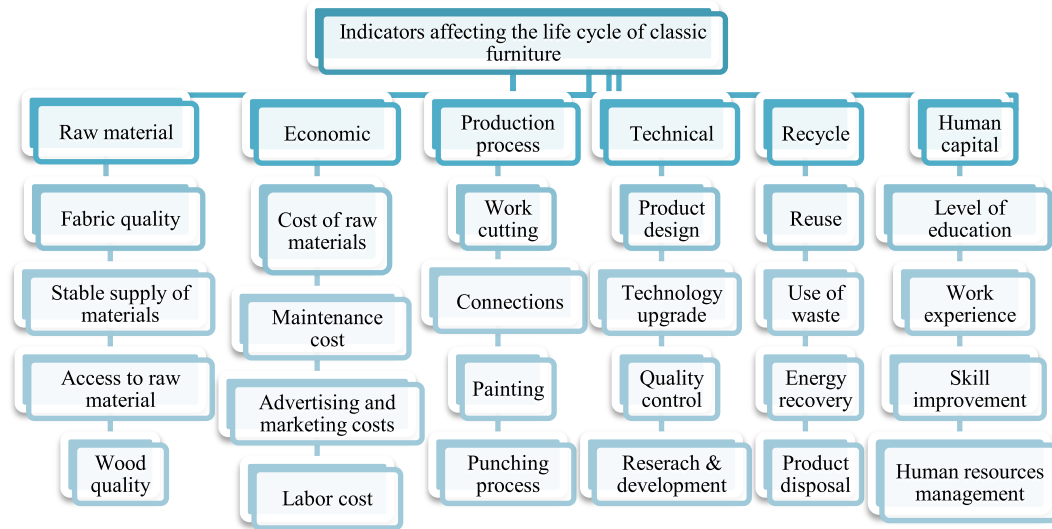 Indicators affecting the life cycle of classic
furniture
Raw material
Fabric quality
Stable supply of
materials
Access to raw
material
Wood
quality
Economic
Cost of raw
materials
Maintenance
cost
Advertising and
marketing costs
Labor cost
Production
process
Work
cutting
Connections
Painting
Punching
process
Technical
Product
design
Technology
upgrade
Quality
control
Reserach &
development
Recycle
Reuse
Use of
waste
Energy
recovery
Product
disposal
Human
capital
Level of
education
Work
experience
Skill
improvement
Human resources
management